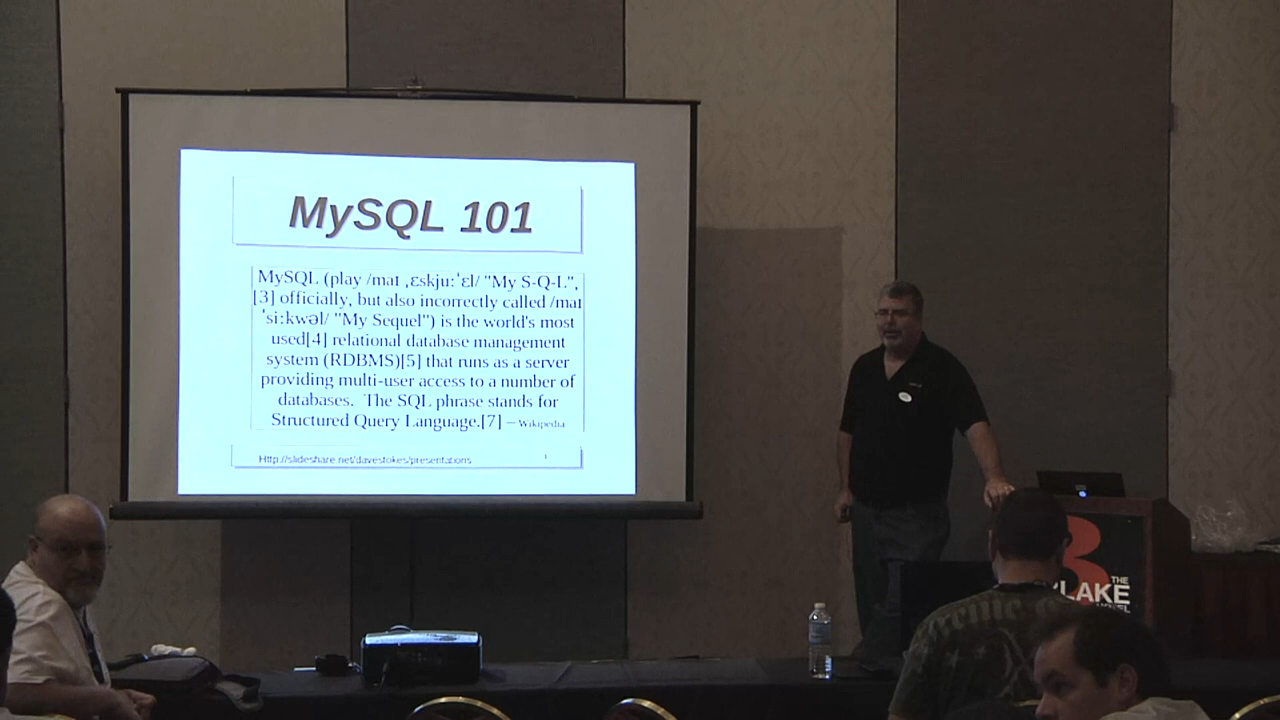 MySQL 101
MySQL (play /maɪ ˌɛskjuːˈɛl/ "My S-Q-L",
[3] officially, but also incorrectly called /maɪ
ˈsiːkwəl/ "My Sequel") is the world's most
used[4] relational database management
system (RDBMS)[5] that runs as a server
providing multi-user access to a number of
databases.  The SQL phrase stands for
Structured Query Language.[7] – Wikipedia
Http://slideshare.net/davestokes/presentations
THE
LAKE